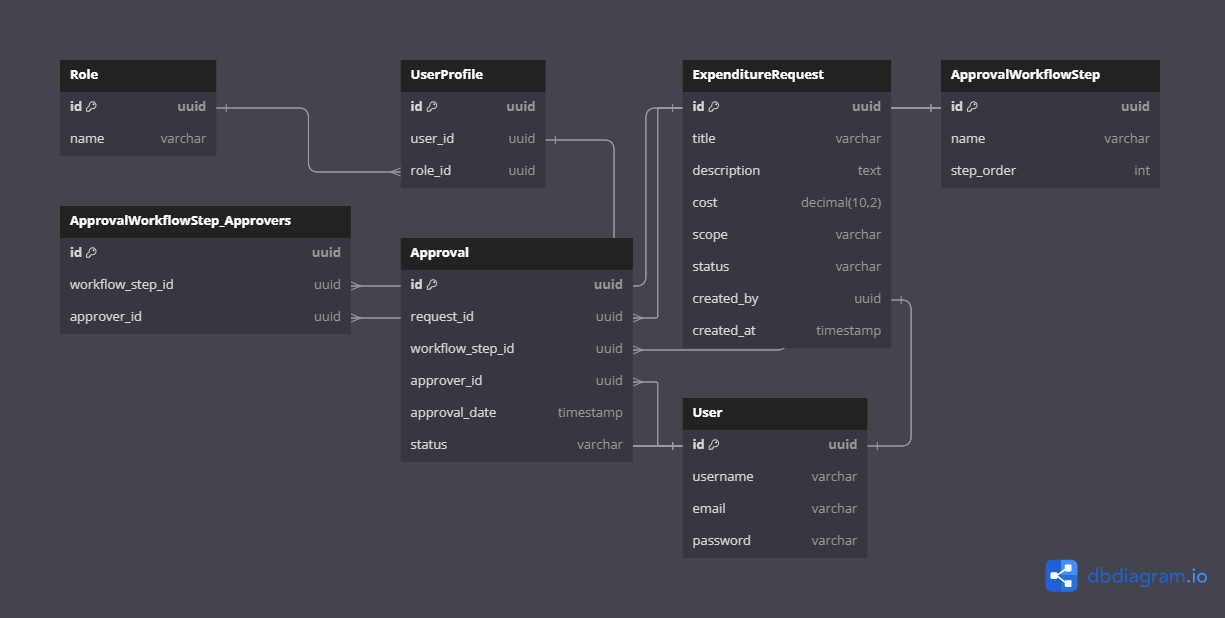 Role
id uuid
name varchar
UserProfile
id uuid
user_id uuid
role_id uuid
ExpenditureRequest
id uuid
title varchar
description text
cost decimal(10,2)
scope varchar
status varchar
created_by uuid
created_at timestamp
ApprovalWorkflowStep
id uuid
name varchar
step_order int
ApprovalWorkflowStep_Approvers
id uuid
workflow_step_id uuid
approver_id uuid
Approval
id uuid
request_id uuid
workflow_step_id uuid
approver_id uuid
approval_date timestamp
status varchar
User
id uuid
username varchar
email varchar
password varchar
dbdiagram.io